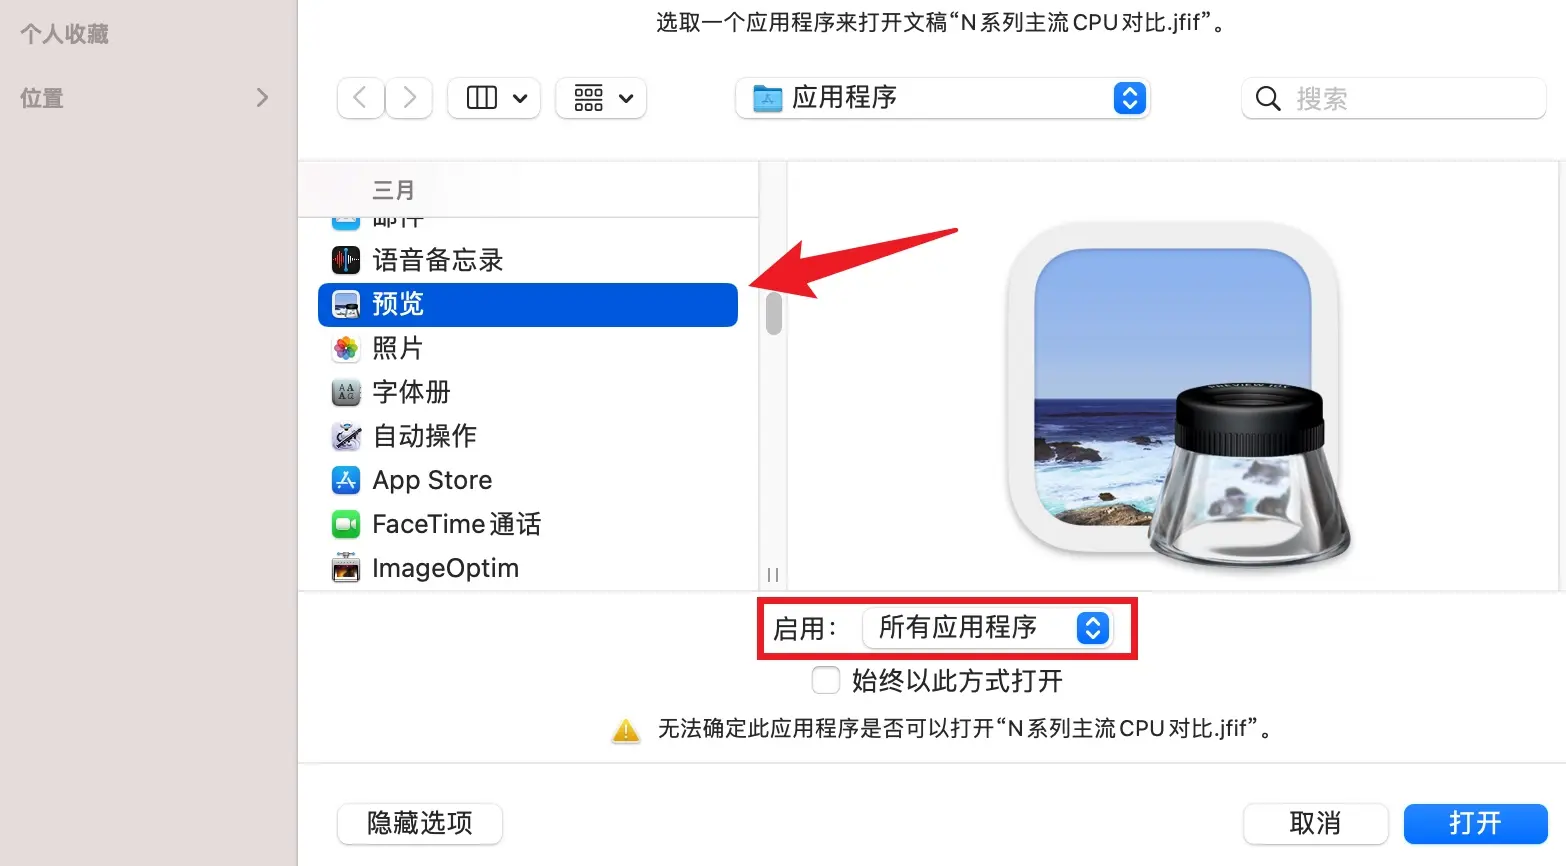 个人收藏
位置
选取一个应用程序来打开文稿“N系列主流CPU对比.jfif”。
应用程序
搜索
三月
邮件
语音备忘录
预览
照片
字体册
自动操作
App Store
FaceTime通话
ImageOptim
启用：
所有应用程序
始终以此方式打开
无法确定此应用程序是否可以打开“N系列主流CPU对比.jfif”。
隐藏选项
取消
打开